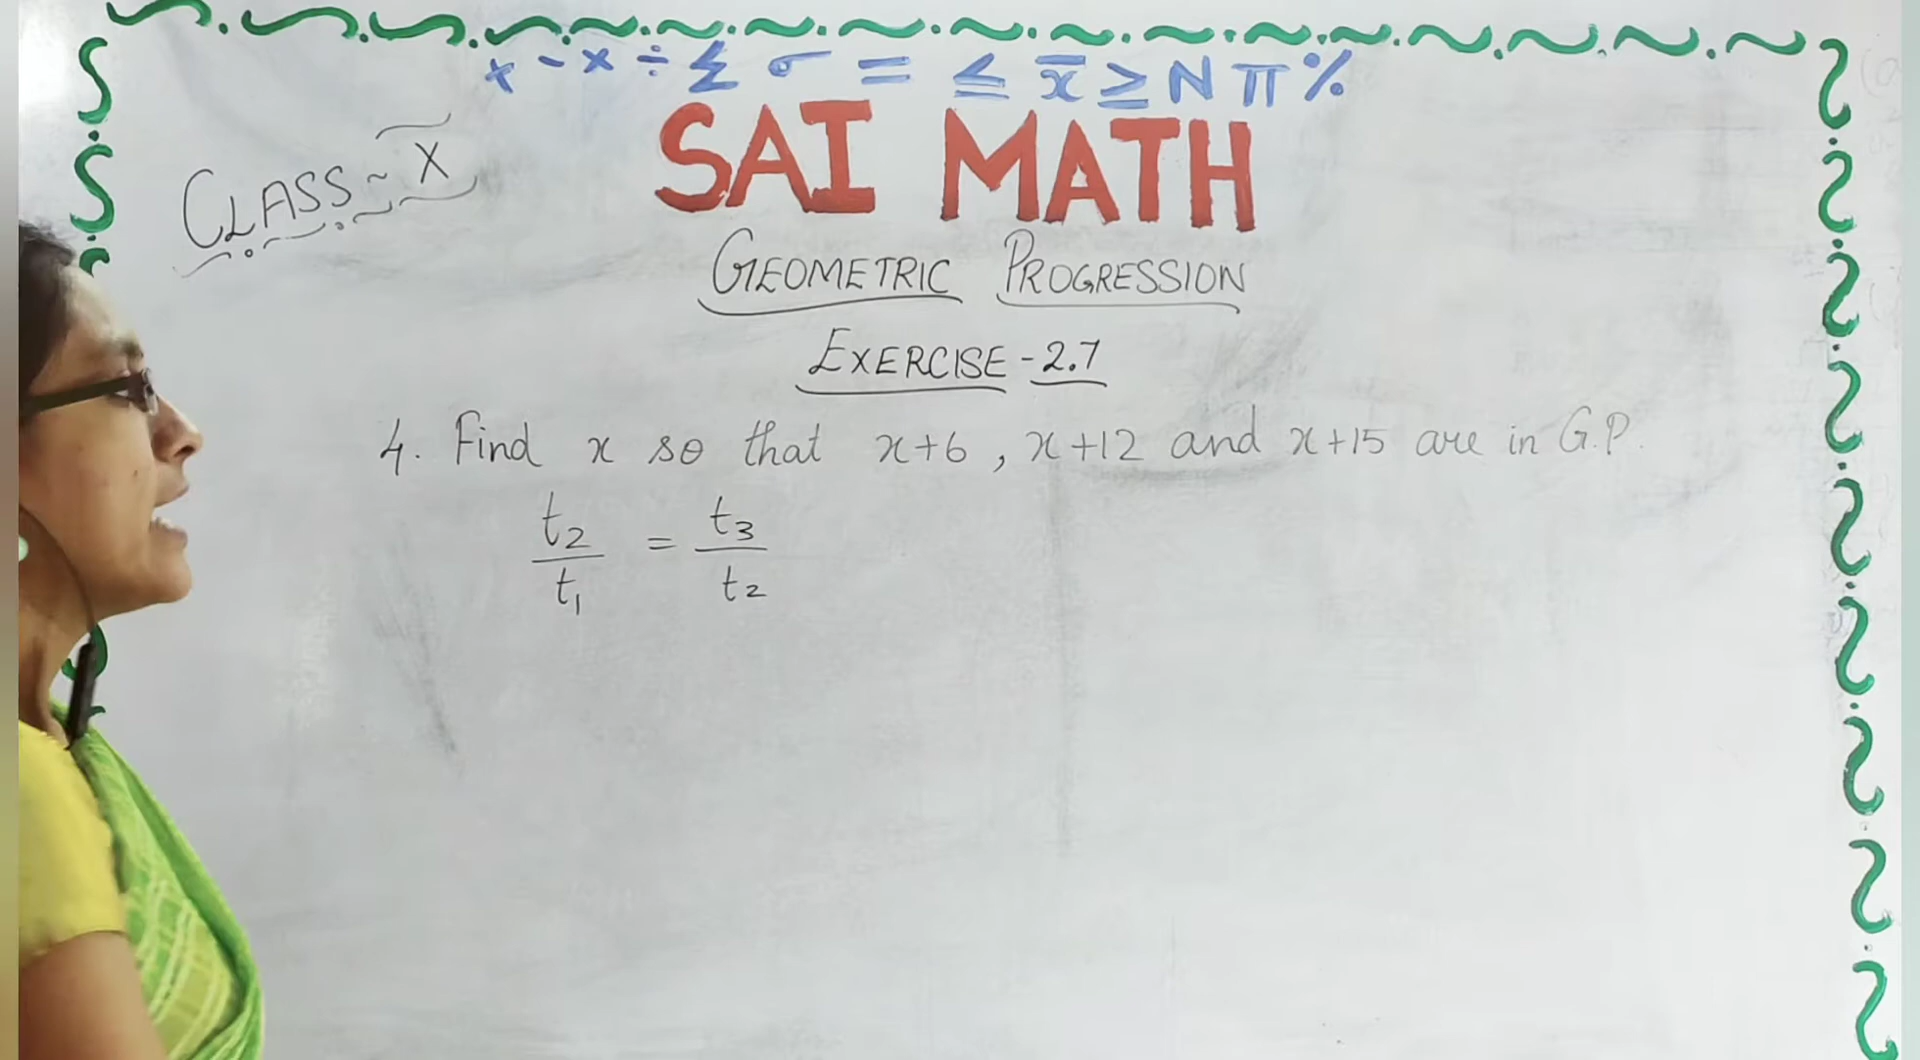 + - × ÷ Σ σ = ≤ x̄ ≥ N π %
CLASS - X
SAI MATH
GEOMETRIC PROGRESSION
EXERCISE - 2.7
4. Find x so that x+6, x+12 and x+15 are in G.P.
t₂/t₁ = t₃/t₂